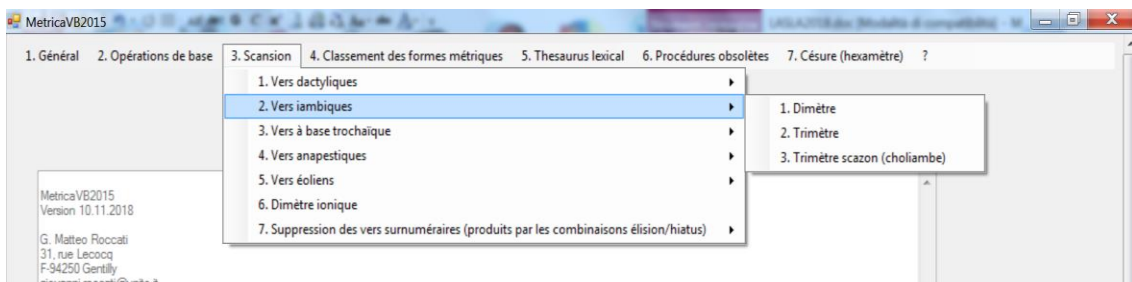 MetricaVB2015
1. Général 2. Opérations de base 3. Scansion 4. Classement des formes métriques 5. Thesaurus lexical 6. Procédures obsolètes 7. Césure (hexamètre) ?
1. Vers dactyliques
2. Vers iambiques
3. Vers à base trochaïque
4. Vers anapestiques
5. Vers éoliens
6. Dimètre ionique
7. Suppression des vers surnuméraires (produits par les combinaisons élision/hiatus)
1. Dimètre
2. Trimètre
3. Trimètre scazon (choliambe)
MetricaVB2015
Version 10.11.2018
G. Matteo Roccati
31, rue Lecocq
F-94250 Gentilly